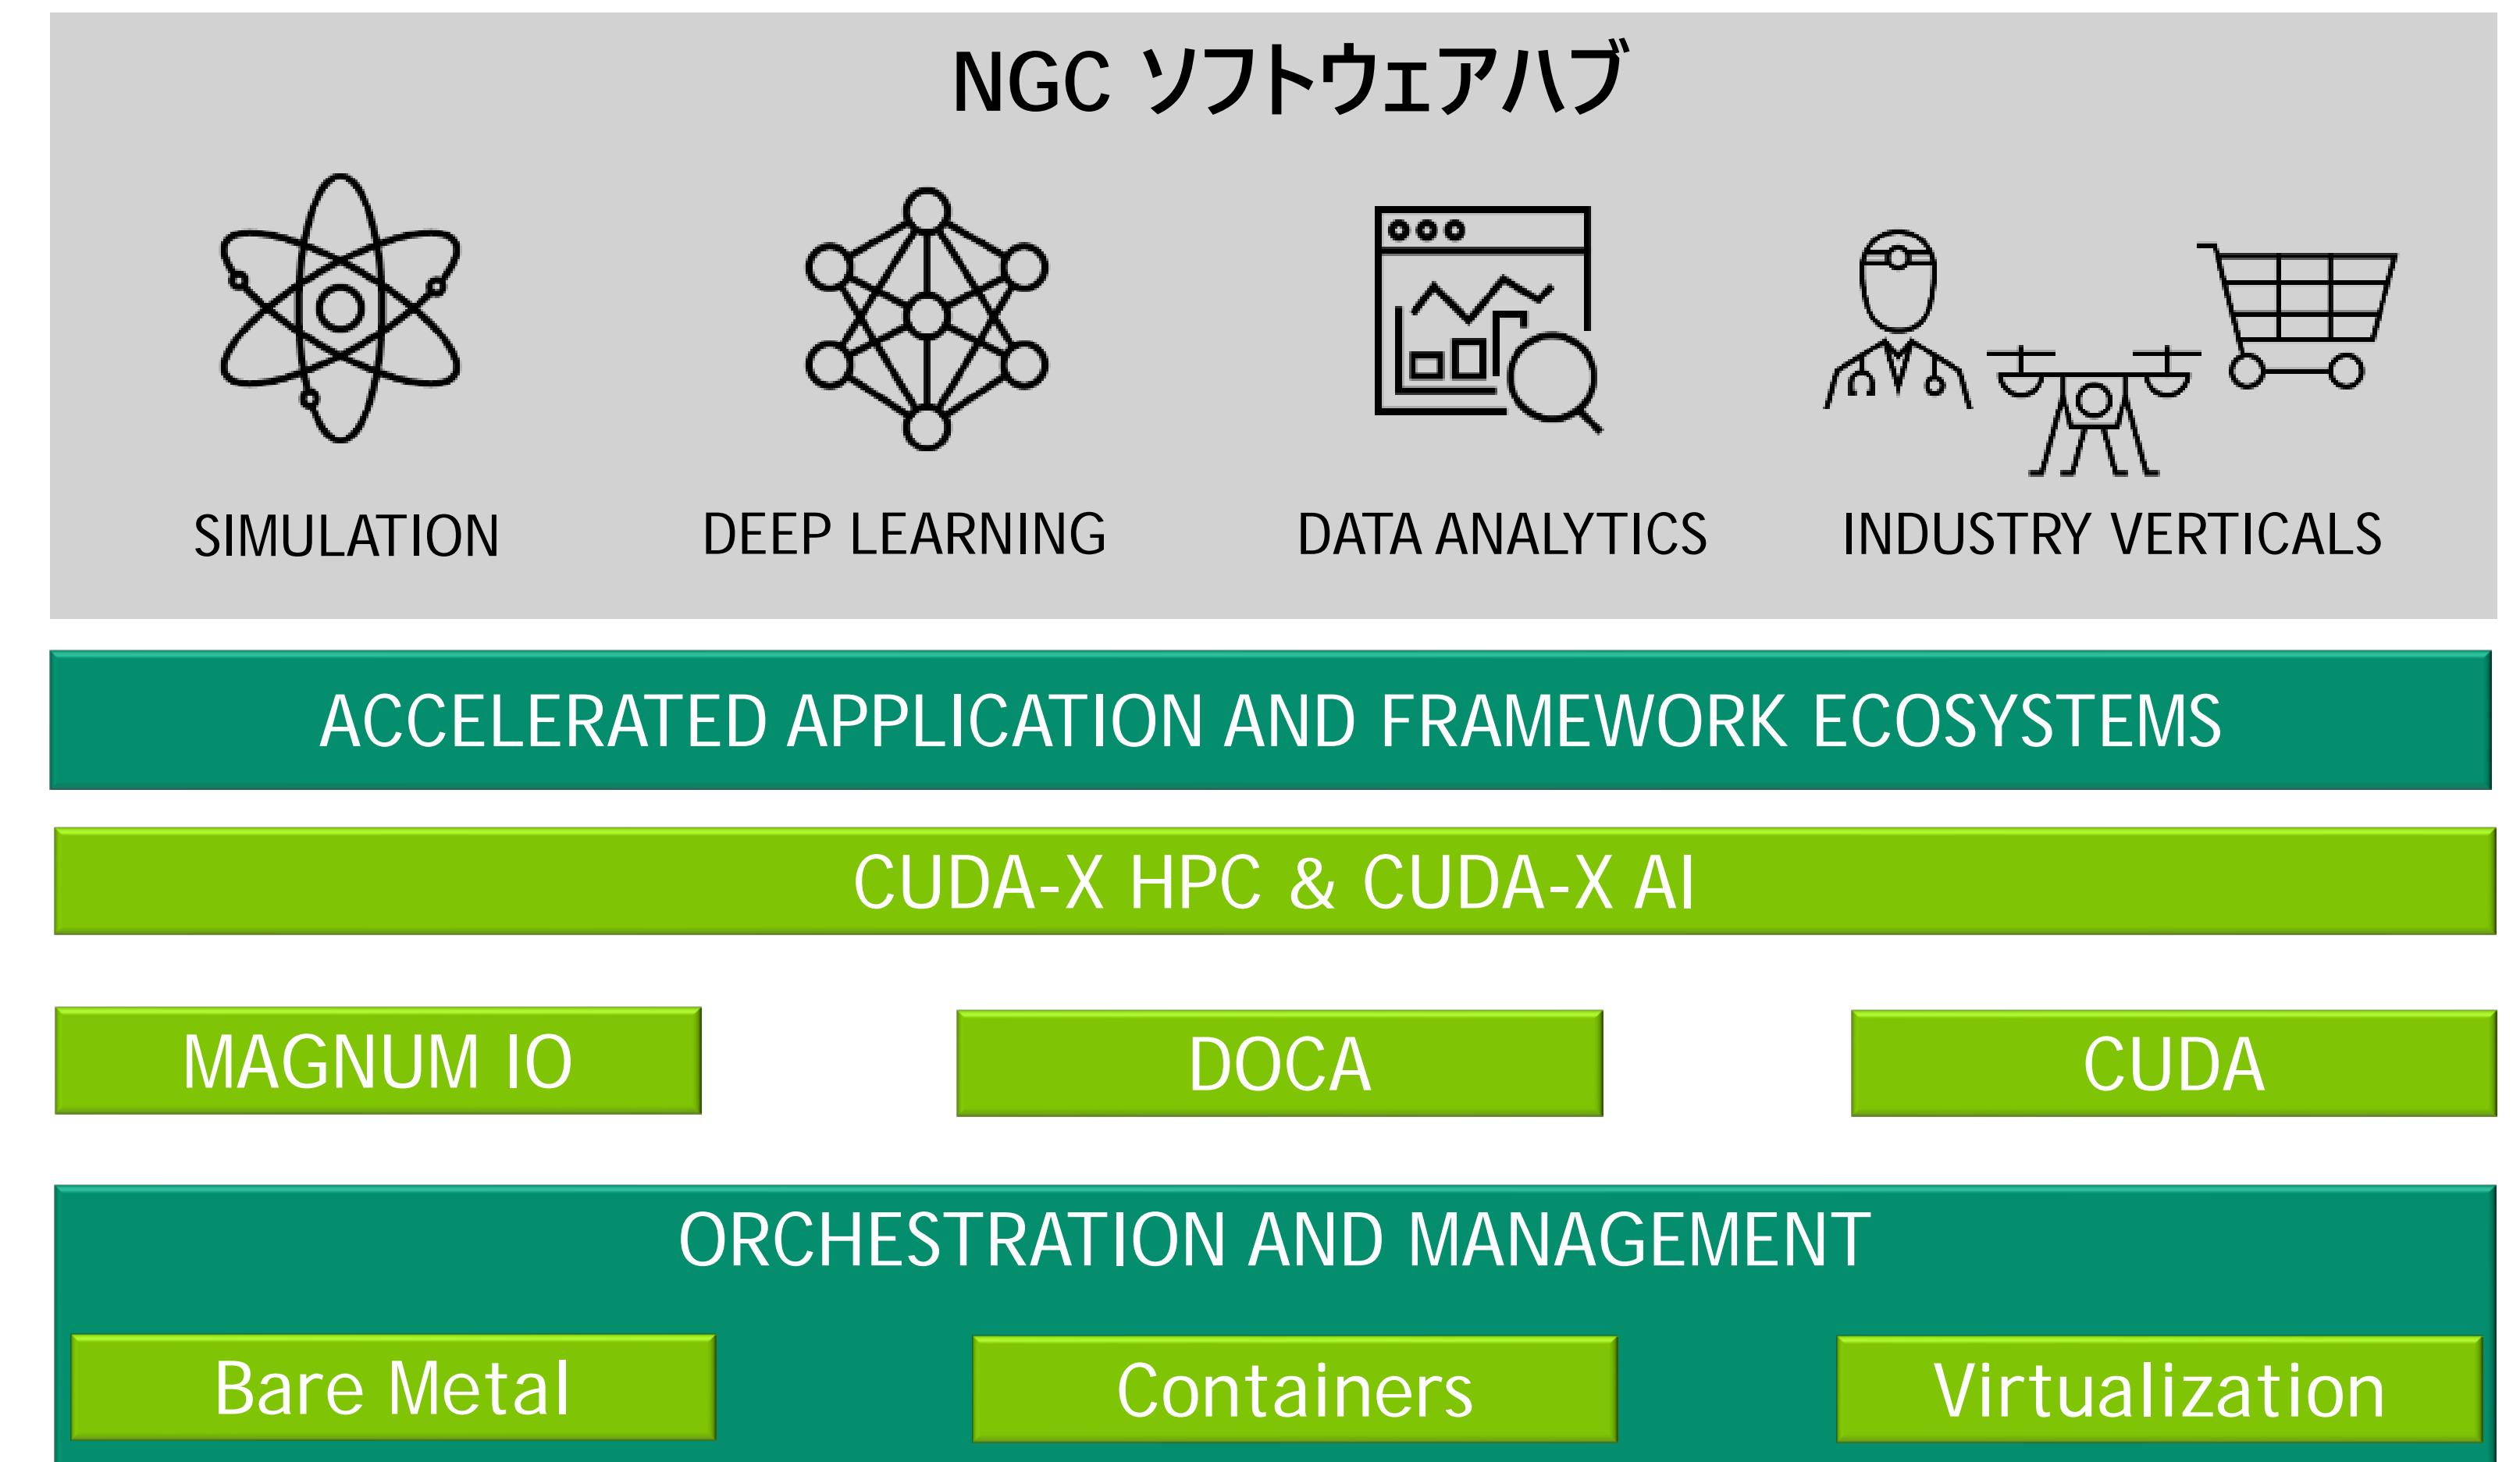 NGC ソフトウェアハブ
SIMULATION
DEEP LEARNING
DATA ANALYTICS
INDUSTRY VERTICALS
ACCELERATED APPLICATION AND FRAMEWORK ECOSYSTEMS
CUDA-X HPC & CUDA-X AI
MAGNUM IO
DOCA
CUDA
ORCHESTRATION AND MANAGEMENT
Bare Metal
Containers
Virtualization